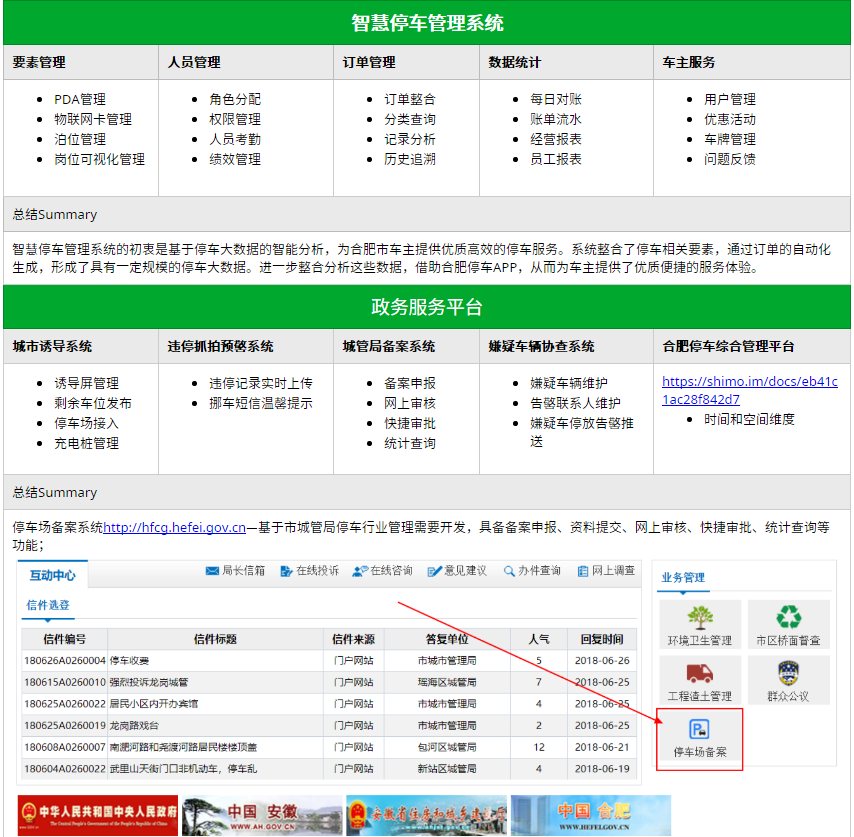 智慧停车管理系统
要素管理 人员管理 订单管理 数据统计 车主服务
PDA管理 角色分配 订单整合 每日对账 用户管理
物联网卡管理 权限管理 分类查询 账单流水 优惠活动
泊位管理 人员考勤 记录分析 经营报表 车牌管理
岗位可视化管理 绩效管理 历史追溯 员工报表 问题反馈
总结Summary
智慧停车管理系统的初衷是基于停车大数据的智能分析，为合肥市车主提供优质高效的停车服务。系统整合了停车相关要素，通过订单的自动化
生成，形成了具有一定规模的停车大数据。进一步整合分析这些数据，借助合肥停车APP，从而为车主提供了优质便捷的服务体验。
政务服务平台
城市诱导系统 违停抓拍预警系统 城管局备案系统 嫌疑车辆协查系统 合肥停车综合管理平台
诱导屏管理 违停记录实时上传 备案申报 嫌疑车辆维护 https://shimo.im/docs/eb41c
剩余车位发布 挪车短信温馨提示 网上审核 告警联系人维护 1ac28f842d7
停车场接入 快捷审批 嫌疑车停放告警推 时间和空间维度
充电桩管理 统计查询 送
总结Summary
停车场备案系统http://hfcg.hefei.gov.cn—基于市城管局停车行业管理需要开发，具备备案申报、资料提交、网上审核、快捷审批、统计查询等
功能；
互动中心 局长信箱 在线投诉 在线咨询 意见建议 办件查询 网上调查
信件选登
信件编号 信件标题 信件来源 答复单位 人气 回复时间
180626A0260004 停车收费 门户网站 市城市管理局 5 2018-06-26
180615A0260010 强烈投诉龙岗城管 门户网站 瑶海区城管局 7 2018-06-25
180625A0260022 居民小区内开办宾馆 门户网站 市城市管理局 4 2018-06-25
180625A0260019 龙岗路戏台 门户网站 市城市管理局 2 2018-06-25
180608A0260007 南淝河路和尧渡河路居民楼楼顶盖 门户网站 包河区城管局 12 2018-06-21
180604A0260022 武里山天街门口非机动车，停车乱 门户网站 新站区城管局 4 2018-06-19
业务管理
环境卫生管理 市区桥面督查
工程渣土管理 群众公议
停车场备案
中华人民共和国中央人民政府
The Central People's Government of the People's Republic of China
中国 安徽
WWW.AH.GOV.CN
安徽省住房和城乡建设厅
中国 合肥
WWW.HEFEI.GOV.CN